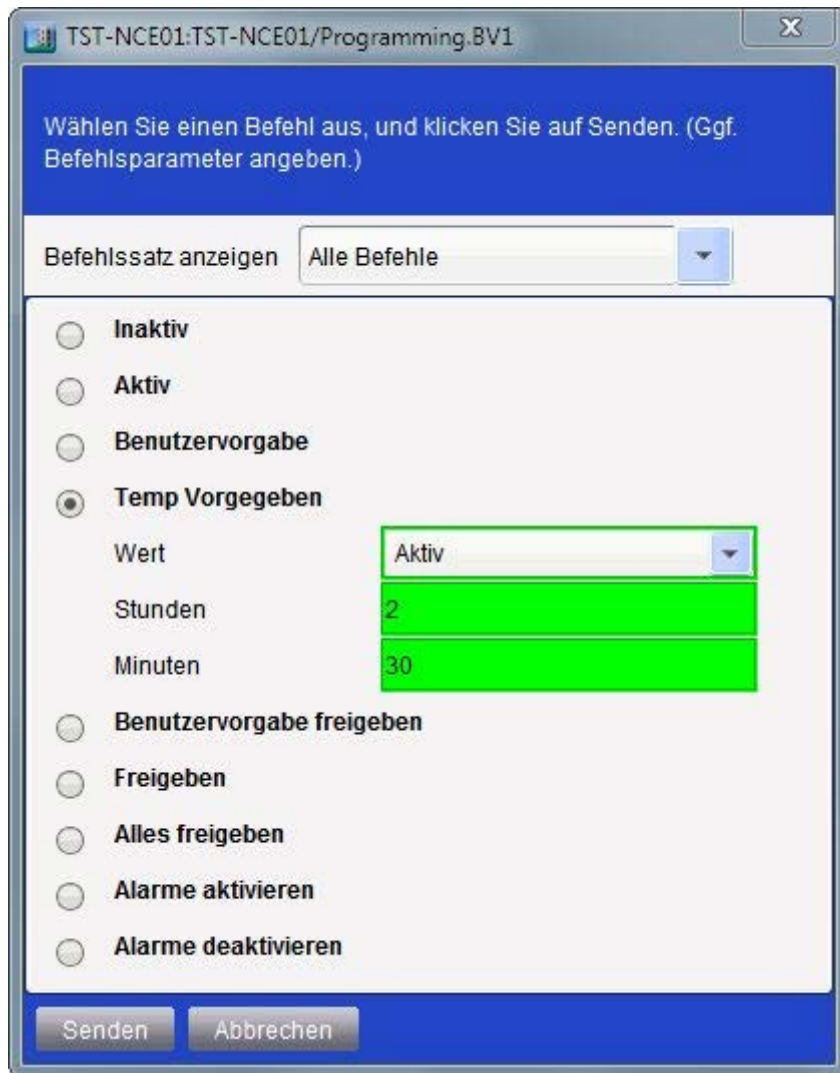 TST-NCE01:TST-NCE01/Programming.BV1
Wählen Sie einen Befehl aus, und klicken Sie auf Senden. (Ggf.
Befehlsparameter angeben.)
Befehlssatz anzeigen Alle Befehle
Inaktiv
Aktiv
Benutzervorgabe
Temp Vorgegeben
Wert Aktiv
Stunden 2
Minuten 30
Benutzervorgabe freigeben
Freigeben
Alles freigeben
Alarme aktivieren
Alarme deaktivieren
Senden Abbrechen